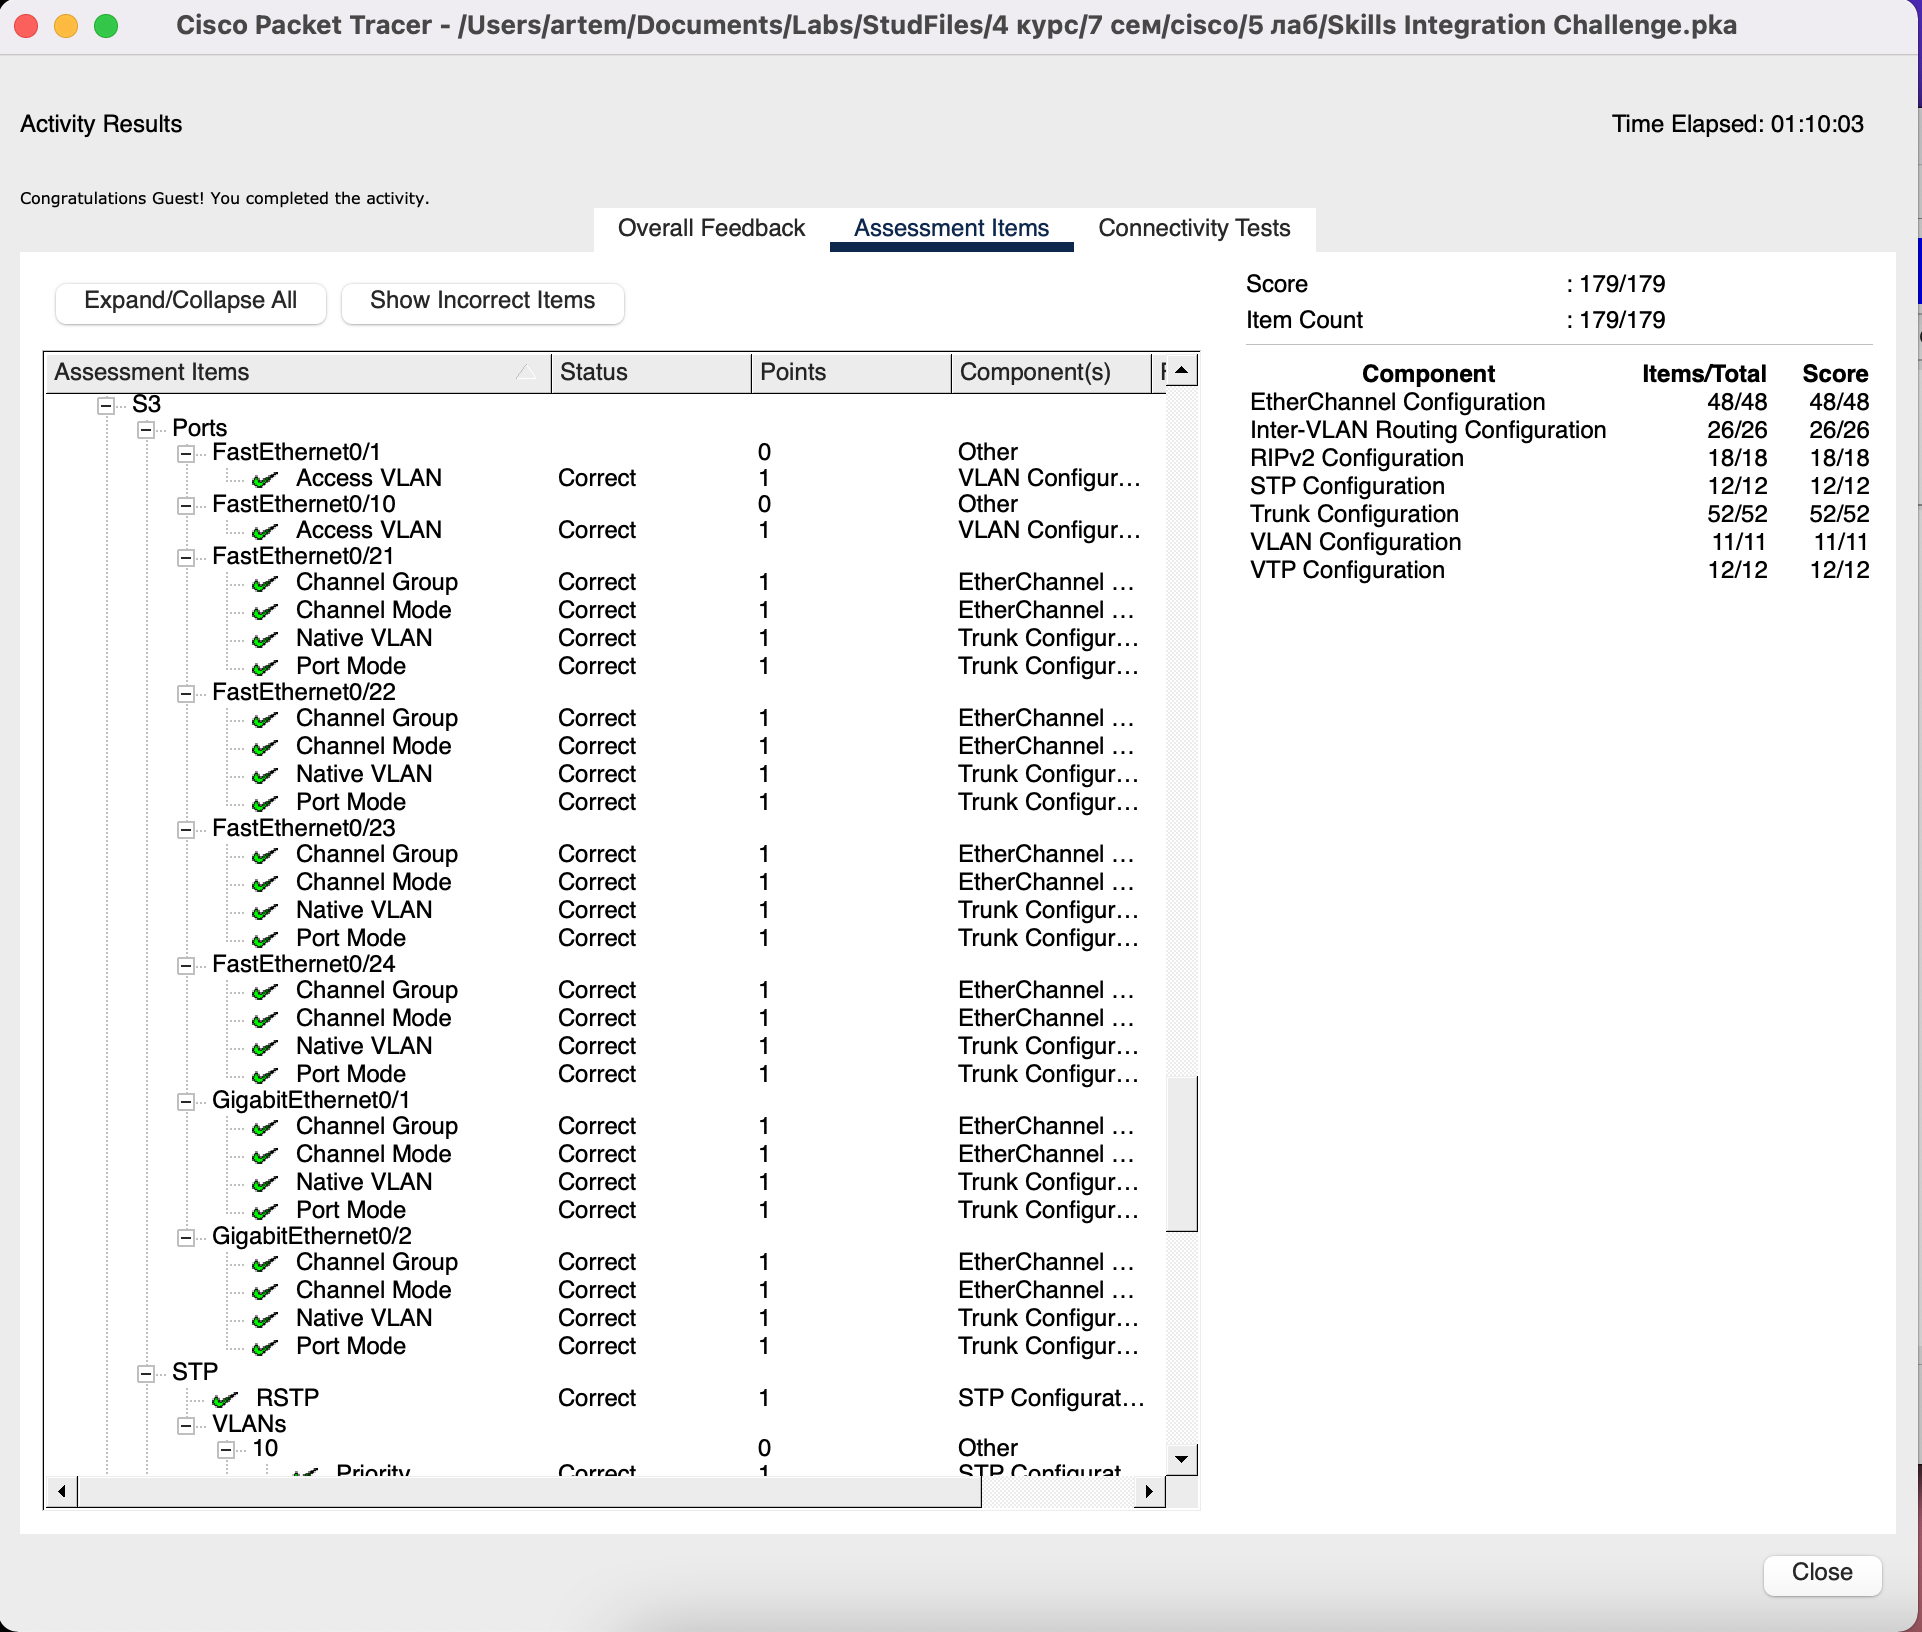 Cisco Packet Tracer - /Users/artem/Documents/Labs/StudFiles/4 курс/7 сем/cisco/5 лаб/Skills Integration Challenge.pka
Activity Results
Time Elapsed: 01:10:03
Congratulations Guest! You completed the activity.
Overall Feedback
Assessment Items
Connectivity Tests
Expand/Collapse All
Show Incorrect Items
Assessment Items Status Points Component(s)
S3
Ports
FastEthernet0/1 0 Other
Access VLAN Correct 1 VLAN Configur...
FastEthernet0/10 0 Other
Access VLAN Correct 1 VLAN Configur...
FastEthernet0/21
Channel Group Correct 1 EtherChannel ...
Channel Mode Correct 1 EtherChannel ...
Native VLAN Correct 1 Trunk Configur...
Port Mode Correct 1 Trunk Configur...
FastEthernet0/22
Channel Group Correct 1 EtherChannel ...
Channel Mode Correct 1 EtherChannel ...
Native VLAN Correct 1 Trunk Configur...
Port Mode Correct 1 Trunk Configur...
FastEthernet0/23
Channel Group Correct 1 EtherChannel ...
Channel Mode Correct 1 EtherChannel ...
Native VLAN Correct 1 Trunk Configur...
Port Mode Correct 1 Trunk Configur...
FastEthernet0/24
Channel Group Correct 1 EtherChannel ...
Channel Mode Correct 1 EtherChannel ...
Native VLAN Correct 1 Trunk Configur...
Port Mode Correct 1 Trunk Configur...
GigabitEthernet0/1
Channel Group Correct 1 EtherChannel ...
Channel Mode Correct 1 EtherChannel ...
Native VLAN Correct 1 Trunk Configur...
Port Mode Correct 1 Trunk Configur...
GigabitEthernet0/2
Channel Group Correct 1 EtherChannel ...
Channel Mode Correct 1 EtherChannel ...
Native VLAN Correct 1 Trunk Configur...
Port Mode Correct 1 Trunk Configur...
STP
RSTP Correct 1 STP Configurat...
VLANs
10 0 Other
Priority Correct 1 STP Configurat
Score : 179/179
Item Count : 179/179
Component Items/Total Score
EtherChannel Configuration 48/48 48/48
Inter-VLAN Routing Configuration 26/26 26/26
RIPv2 Configuration 18/18 18/18
STP Configuration 12/12 12/12
Trunk Configuration 52/52 52/52
VLAN Configuration 11/11 11/11
VTP Configuration 12/12 12/12
Close